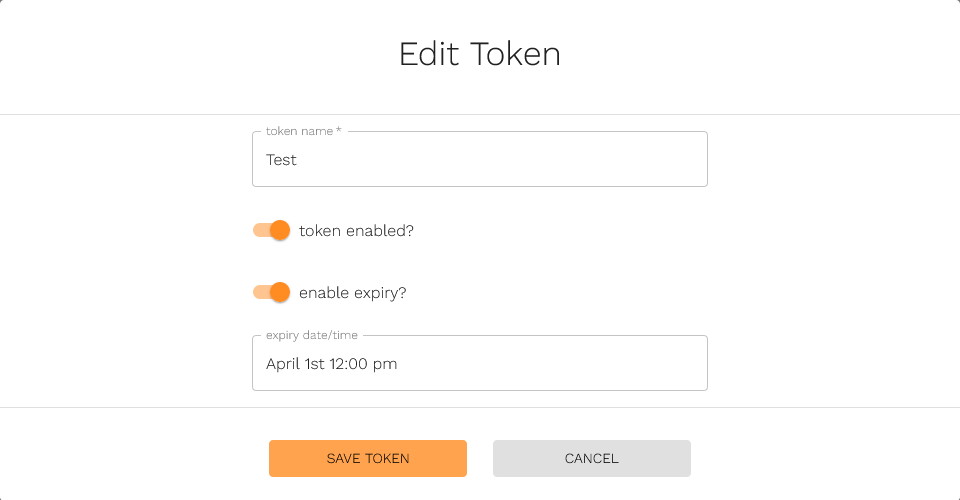 Edit Token
token name *
Test
token enabled?
enable expiry?
expiry date/time
April 1st 12:00 pm
SAVE TOKEN
CANCEL